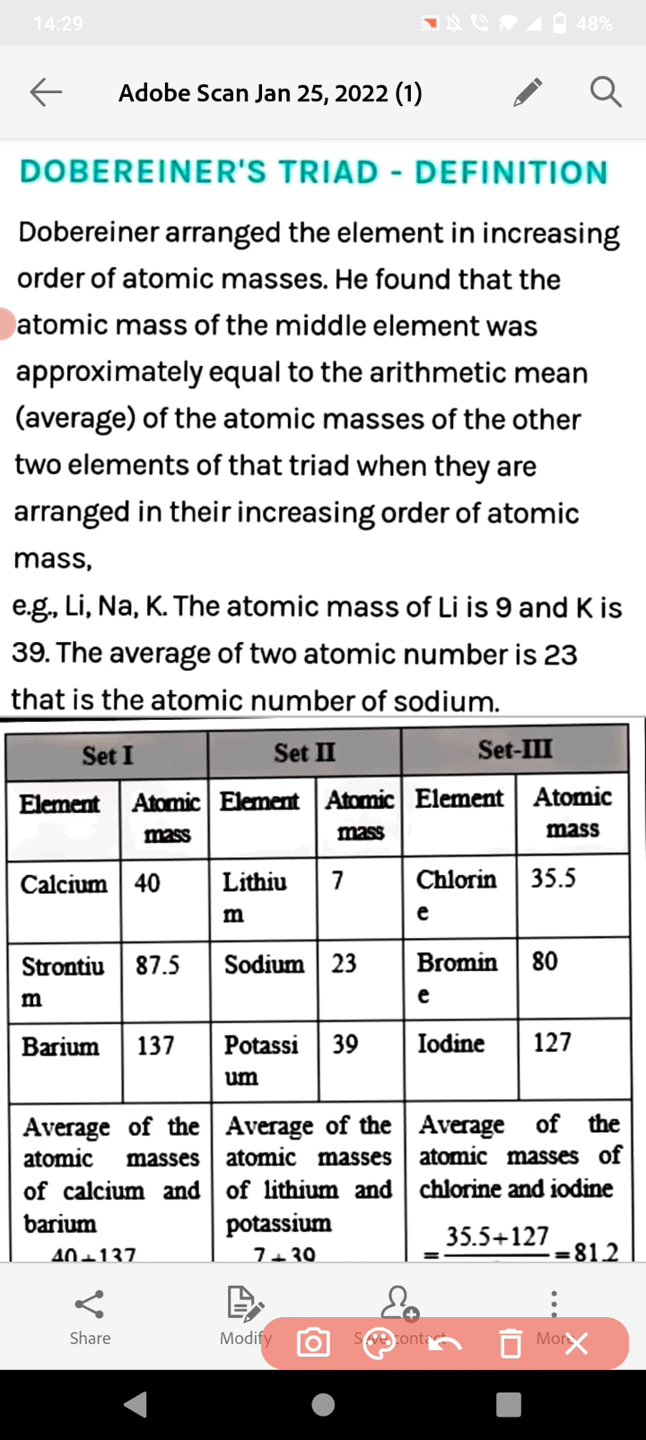 14:29
48%
Adobe Scan Jan 25, 2022 (1)
DOBEREINER'S TRIAD - DEFINITION
Dobereiner arranged the element in increasing
order of atomic masses. He found that the
atomic mass of the middle element was
approximately equal to the arithmetic mean
(average) of the atomic masses of the other
two elements of that triad when they are
arranged in their increasing order of atomic
mass,
e.g., Li, Na, K. The atomic mass of Li is 9 and K is
39. The average of two atomic number is 23
that is the atomic number of sodium.
Set I Set II Set-III
Element Atomic Element Atomic Element Atomic
mass mass mass
Calcium 40 Lithiu 7 Chlorin 35.5
m e
Strontiu 87.5 Sodium 23 Bromin 80
m e
Barium 137 Potassi 39 Iodine 127
um
Average of the Average of the Average of the
atomic masses atomic masses atomic masses of
of calcium and of lithium and chlorine and iodine
barium potassium
40+137 7+39 = 35.5+127 =81.2
Share Modify More